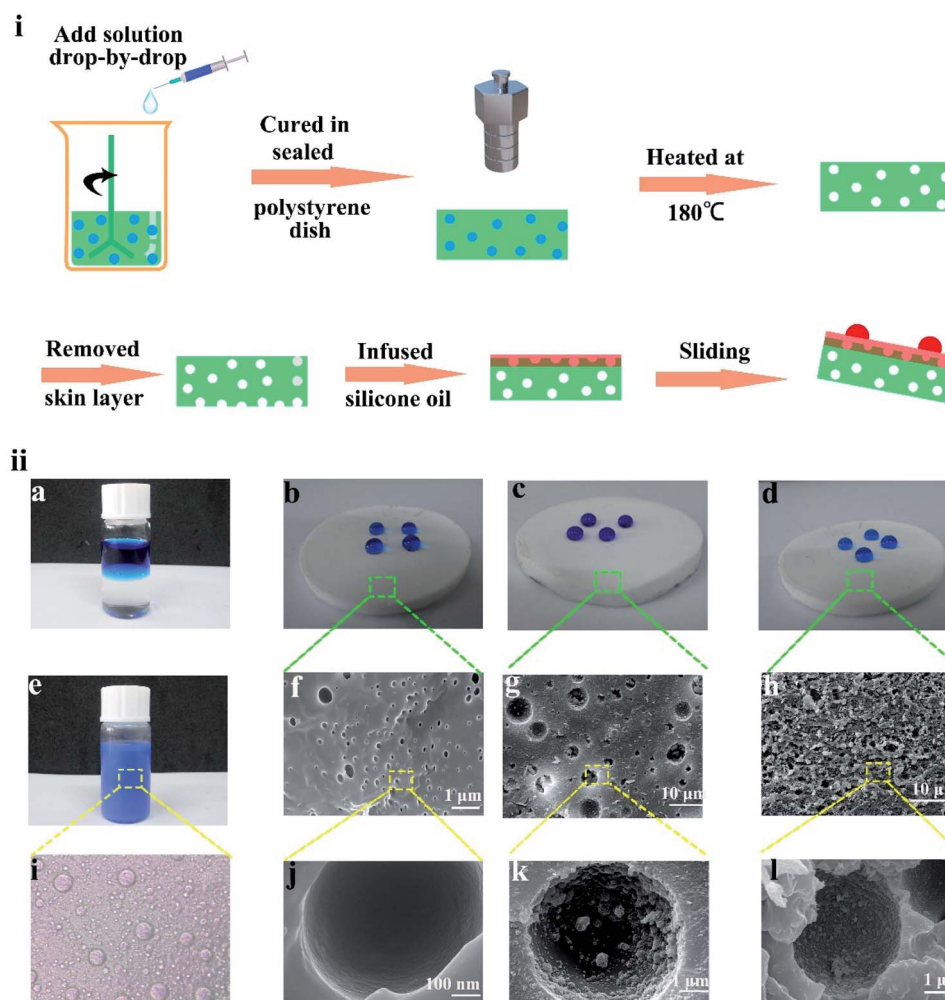 i
Add solution
drop-by-drop
Cured in
sealed
polystyrene
dish
Heated at
180℃
Removed
skin layer
Infused
silicone oil
Sliding
ii
a
b
c
d
e
f
1 μm
g
10 μm
h
10 μ
i
j
100 nm
k
1 μm
l
1 μ